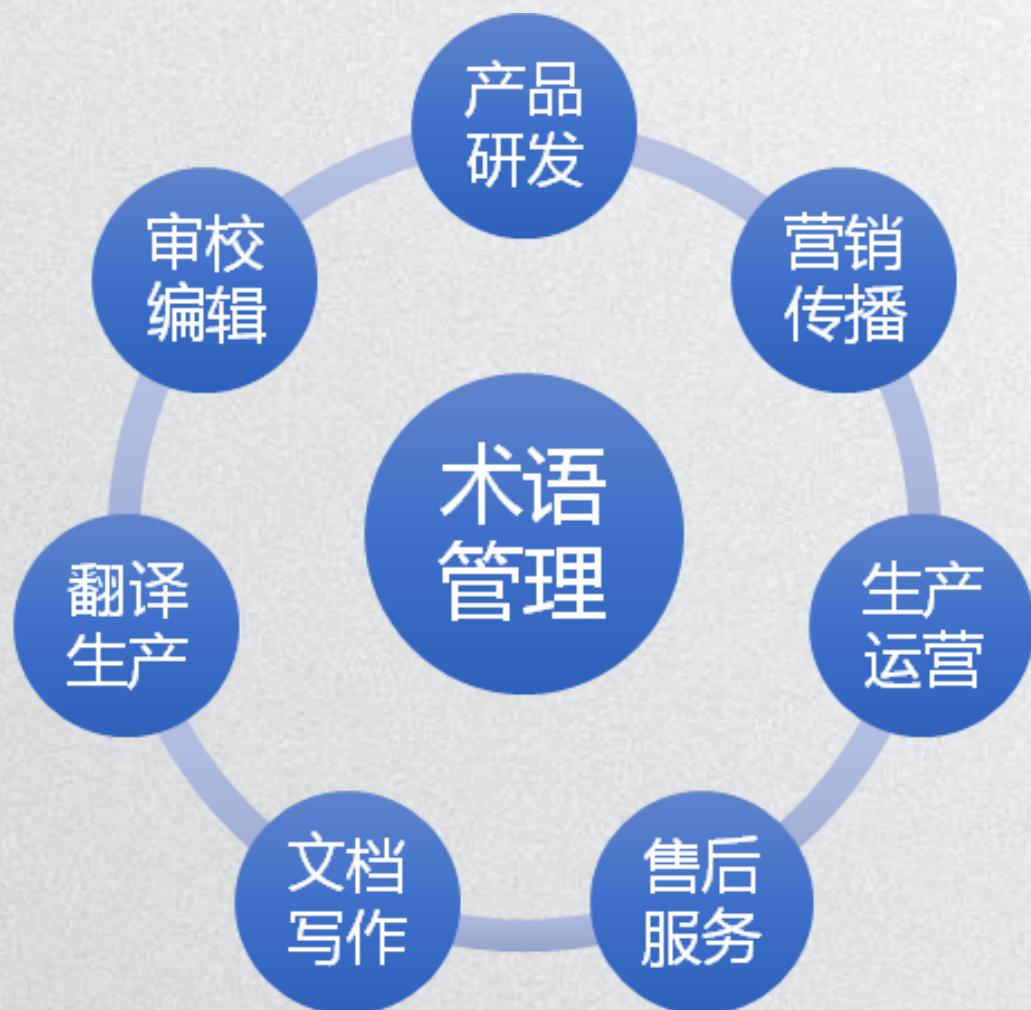 产品
研发
营销
传播
生产
运营
售后
服务
文档
写作
翻译
生产
审校
编辑
术语
管理